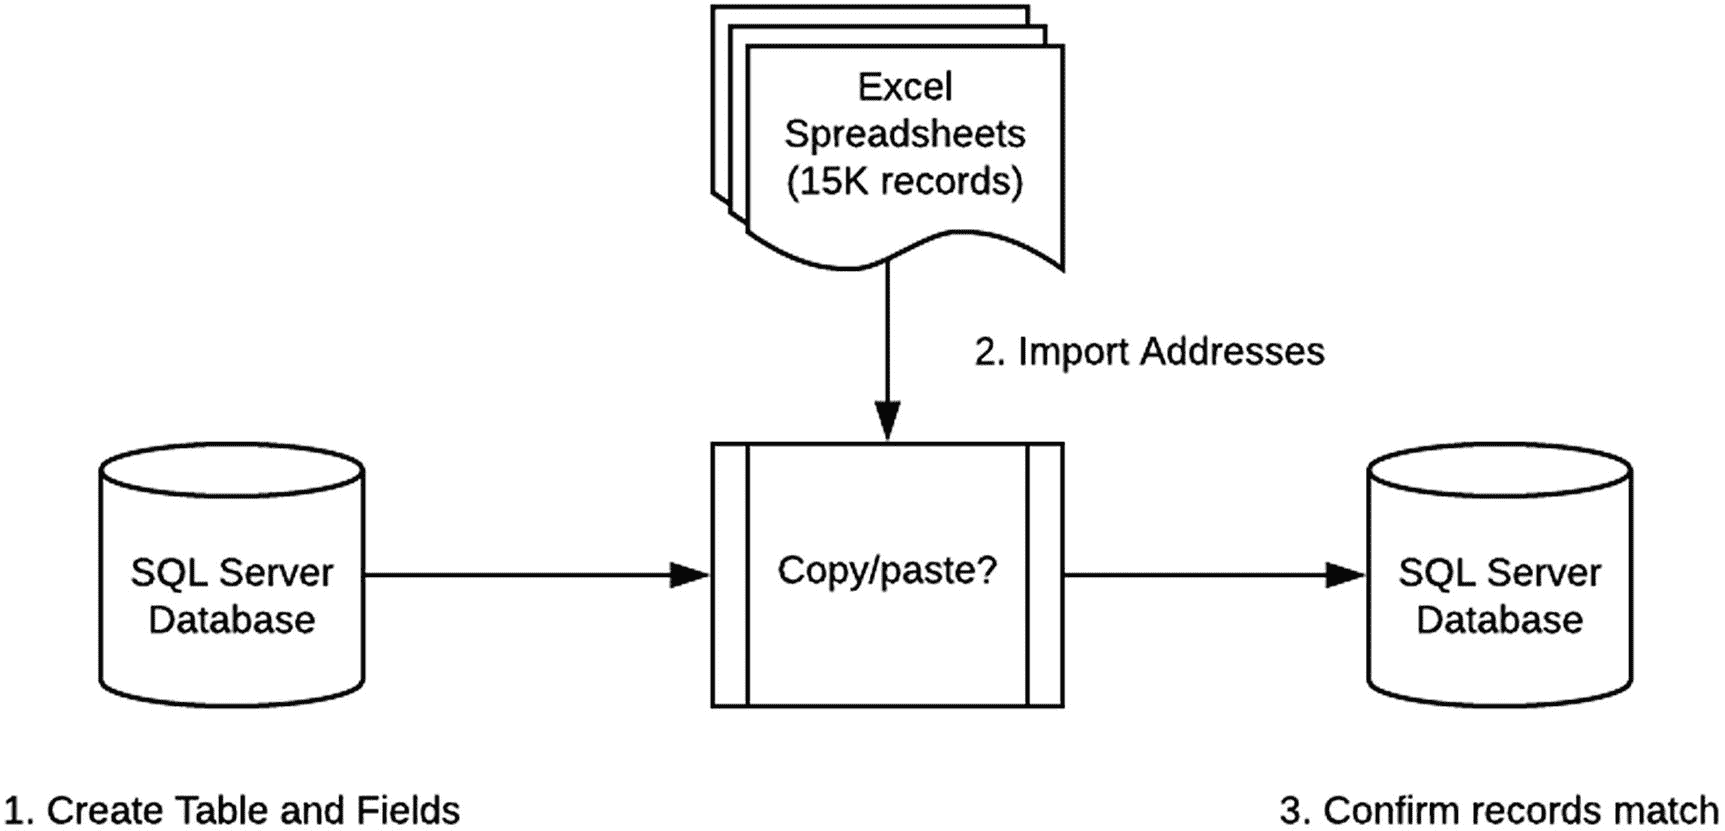 Excel
Spreadsheets
(15K records)
2. Import Addresses
SQL Server
Database
Copy/paste?
SQL Server
Database
1. Create Table and Fields
3. Confirm records match